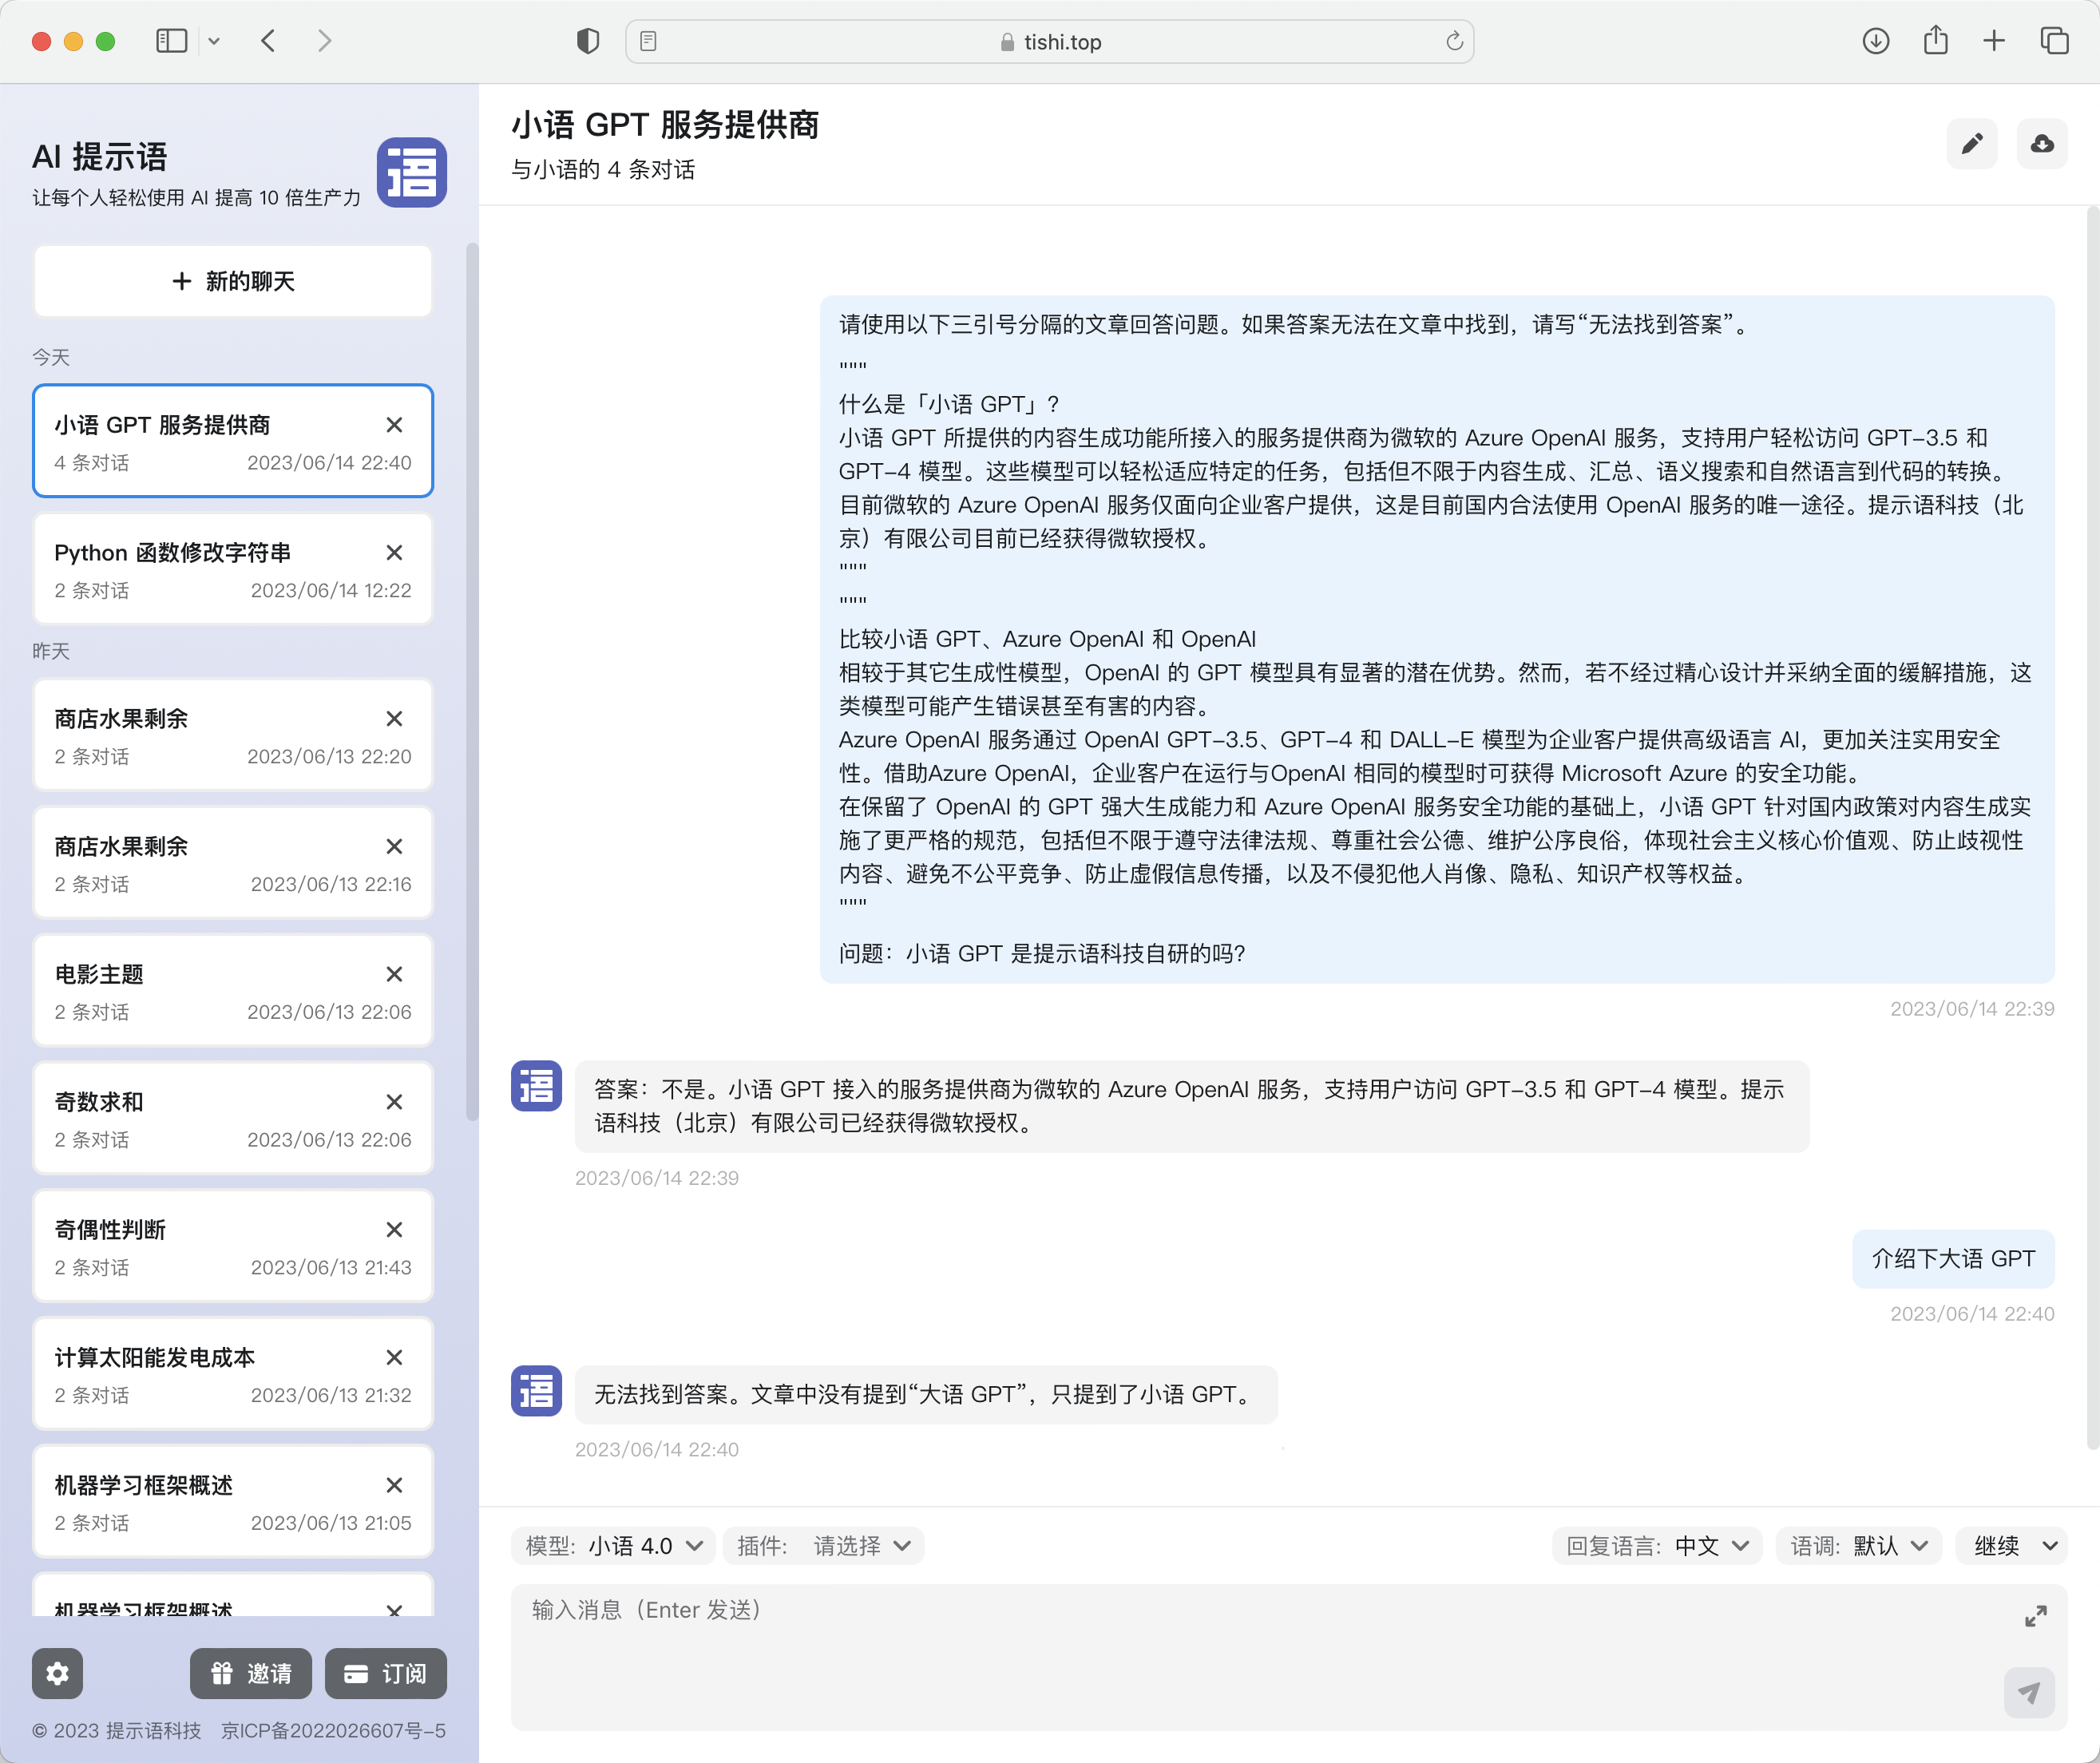 tishi.top
AI 提示语
让每个人轻松使用 AI 提高 10 倍生产力
语
新的聊天
今天
小语 GPT 服务提供商
4 条对话 2023/06/14 22:40
Python 函数修改字符串
2 条对话 2023/06/14 12:22
昨天
商店水果剩余
2 条对话 2023/06/13 22:20
商店水果剩余
2 条对话 2023/06/13 22:16
电影主题
2 条对话 2023/06/13 22:06
奇数求和
2 条对话 2023/06/13 22:06
奇偶性判断
2 条对话 2023/06/13 21:43
计算太阳能发电成本
2 条对话 2023/06/13 21:32
机器学习框架概述
2 条对话 2023/06/13 21:05
机器学习框架概述
邀请
订阅
© 2023 提示语科技 京ICP备2022026607号-5
小语 GPT 服务提供商
与小语的 4 条对话
请使用以下三引号分隔的文章回答问题。如果答案无法在文章中找到，请写“无法找到答案”。
"""
什么是「小语 GPT」?
小语 GPT 所提供的内容生成功能所接入的服务提供商为微软的 Azure OpenAI 服务，支持用户轻松访问 GPT-3.5 和
GPT-4 模型。这些模型可以轻松适应特定的任务，包括但不限于内容生成、汇总、语义搜索和自然语言到代码的转换。
目前微软的 Azure OpenAI 服务仅面向企业客户提供，这是目前国内合法使用 OpenAI 服务的唯一途径。提示语科技（北
京）有限公司目前已经获得微软授权。
"""
"""
比较小语 GPT、Azure OpenAI 和 OpenAI
相较于其它生成性模型，OpenAI 的 GPT 模型具有显著的潜在优势。然而，若不经过精心设计并采纳全面的缓解措施，这
类模型可能产生错误甚至有害的内容。
Azure OpenAI 服务通过 OpenAI GPT-3.5、GPT-4 和 DALL-E 模型为企业客户提供高级语言 AI，更加关注实用安全
性。借助Azure OpenAI，企业客户在运行与OpenAI 相同的模型时可获得 Microsoft Azure 的安全功能。
在保留了 OpenAI 的 GPT 强大生成能力和 Azure OpenAI 服务安全功能的基础上，小语 GPT 针对国内政策对内容生成实
施了更严格的规范，包括但不限于遵守法律法规、尊重社会公德、维护公序良俗，体现社会主义核心价值观、防止歧视性
内容、避免不公平竞争、防止虚假信息传播，以及不侵犯他人肖像、隐私、知识产权等权益。
"""
问题：小语 GPT 是提示语科技自研的吗?
2023/06/14 22:39
语
答案：不是。小语 GPT 接入的服务提供商为微软的 Azure OpenAI 服务，支持用户访问 GPT-3.5 和 GPT-4 模型。提示
语科技（北京）有限公司已经获得微软授权。
2023/06/14 22:39
介绍下大语 GPT
2023/06/14 22:40
语
无法找到答案。文章中没有提到“大语 GPT”，只提到了小语 GPT。
2023/06/14 22:40
模型: 小语 4.0 插件: 请选择 回复语言: 中文 语调: 默认 继续
输入消息（Enter 发送）